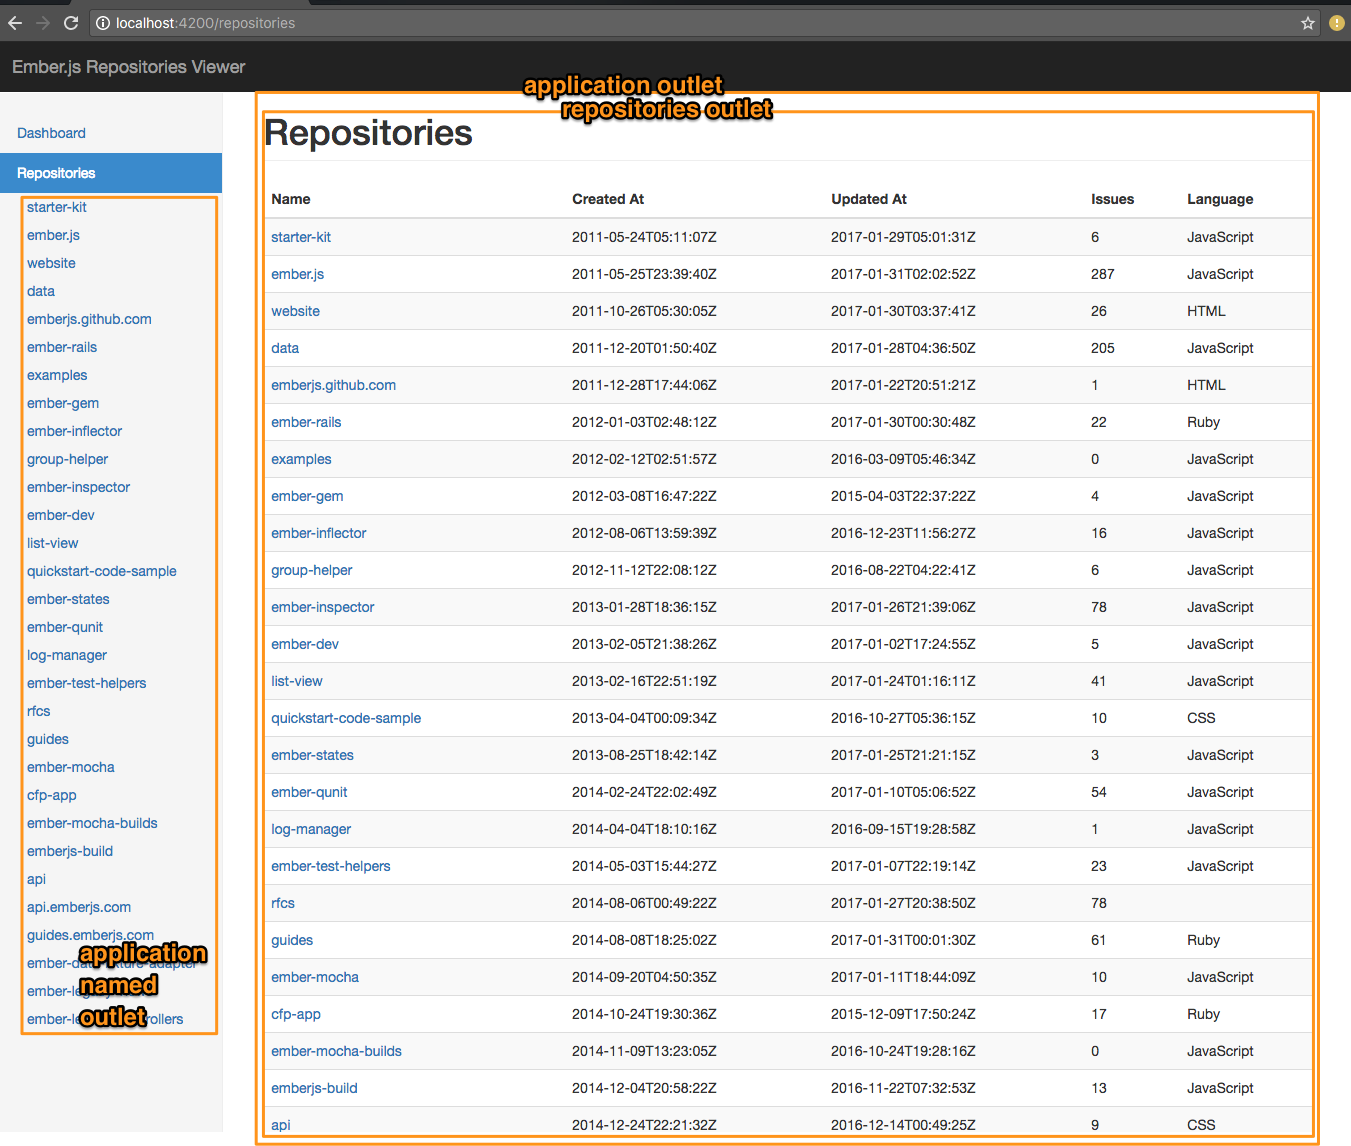 localhost:4200/repositories
Ember.js Repositories Viewer
application outlet
repositories outlet
Dashboard
Repositories
starter-kit
ember.js
website
data
emberjs.github.com
ember-rails
examples
ember-gem
ember-inflector
group-helper
ember-inspector
ember-dev
list-view
quickstart-code-sample
ember-states
ember-qunit
log-manager
ember-test-helpers
rfcs
guides
ember-mocha
cfp-app
ember-mocha-builds
emberjs-build
api
api.emberjs.com
guides.emberjs.com
application
named
outlet
Repositories
Name Created At Updated At Issues Language
starter-kit 2011-05-24T05:11:07Z 2017-01-29T05:01:31Z 6 JavaScript
ember.js 2011-05-25T23:39:40Z 2017-01-31T02:02:52Z 287 JavaScript
website 2011-10-26T05:30:05Z 2017-01-30T03:37:41Z 26 HTML
data 2011-12-20T01:50:40Z 2017-01-28T04:36:50Z 205 JavaScript
emberjs.github.com 2011-12-28T17:44:06Z 2017-01-22T20:51:21Z 1 HTML
ember-rails 2012-01-03T02:48:12Z 2017-01-30T00:30:48Z 22 Ruby
examples 2012-02-12T02:51:57Z 2016-03-09T05:46:34Z 0 JavaScript
ember-gem 2012-03-08T16:47:22Z 2015-04-03T22:37:22Z 4 JavaScript
ember-inflector 2012-08-06T13:59:39Z 2016-12-23T11:56:27Z 16 JavaScript
group-helper 2012-11-12T22:08:12Z 2016-08-22T04:22:41Z 6 JavaScript
ember-inspector 2013-01-28T18:36:15Z 2017-01-26T21:39:06Z 78 JavaScript
ember-dev 2013-02-05T21:38:26Z 2017-01-02T17:24:55Z 5 JavaScript
list-view 2013-02-16T22:51:19Z 2017-01-24T01:16:11Z 41 JavaScript
quickstart-code-sample 2013-04-04T00:09:34Z 2016-10-27T05:36:15Z 10 CSS
ember-states 2013-08-25T18:42:14Z 2017-01-25T21:21:15Z 3 JavaScript
ember-qunit 2014-02-24T22:02:49Z 2017-01-10T05:06:52Z 54 JavaScript
log-manager 2014-04-04T18:10:16Z 2016-09-15T19:28:58Z 1 JavaScript
ember-test-helpers 2014-05-03T15:44:27Z 2017-01-07T22:19:14Z 23 JavaScript
rfcs 2014-08-06T00:49:22Z 2017-01-27T20:38:50Z 78
guides 2014-08-08T18:25:02Z 2017-01-31T00:01:30Z 61 Ruby
ember-mocha 2014-09-20T04:50:35Z 2017-01-11T18:44:09Z 10 JavaScript
cfp-app 2014-10-24T19:30:36Z 2015-12-09T17:50:24Z 17 Ruby
ember-mocha-builds 2014-11-09T13:23:05Z 2016-10-24T19:28:16Z 0 JavaScript
emberjs-build 2014-12-04T20:58:22Z 2016-11-22T07:32:53Z 13 JavaScript
api 2014-12-24T22:21:32Z 2016-12-14T00:49:25Z 9 CSS